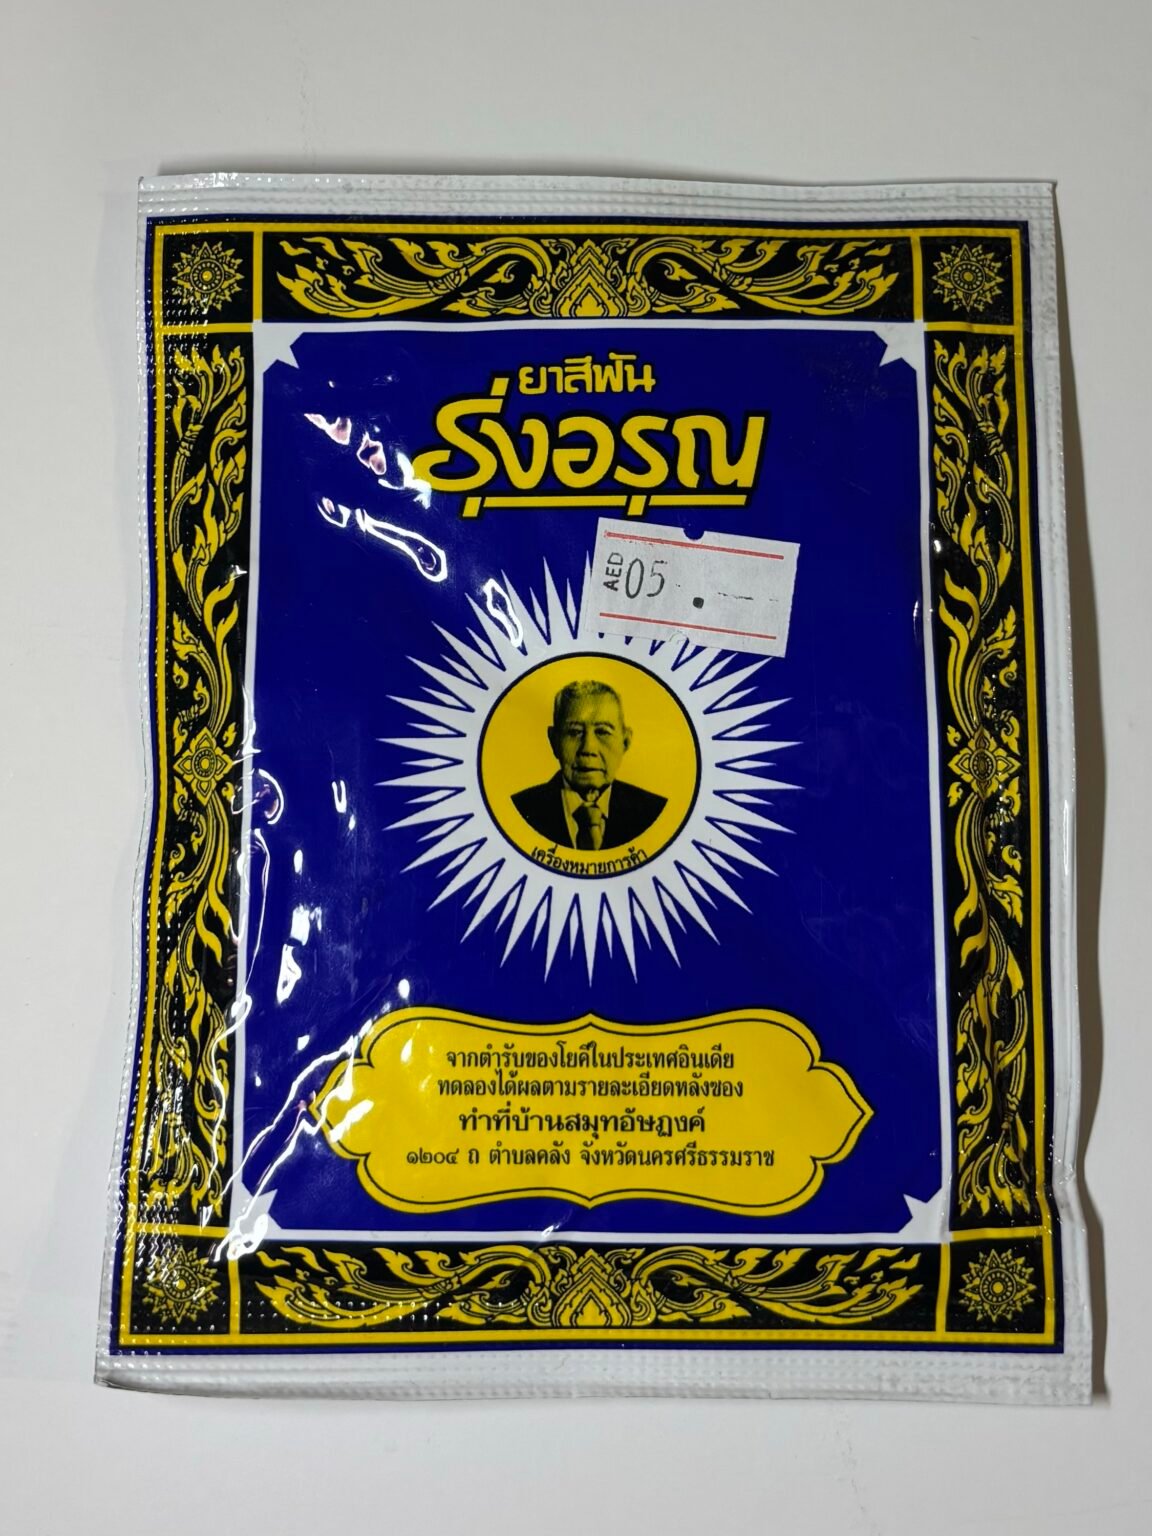 ยาสีฟัน
รุ่งอรุณ
AED 05.--
เครื่องหมายการค้า
จากตำรับของโยคีในประเทศอินเดีย
ทดลองได้ผลตามรายละเอียดหลังซอง
ทำที่บ้านสมุทอัษฎงค์
๑๒๐๔ ถ ตำบลคลัง จังหวัดนครศรีธรรมราช